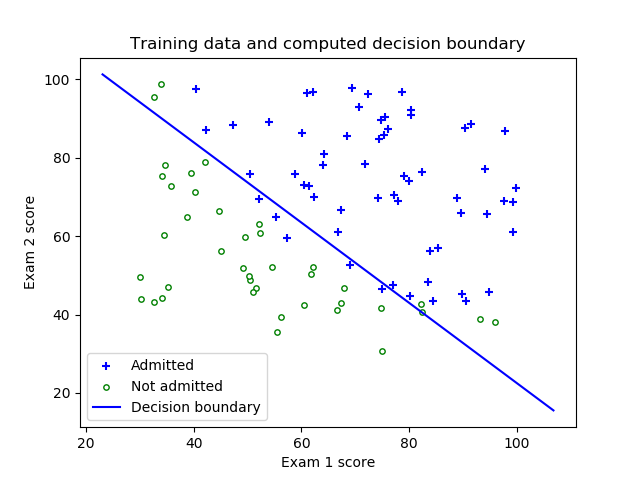 Training data and computed decision boundary
Exam 2 score
100
80
60
40
20
Admitted
Not admitted
Decision boundary
20 40 60 80 100
Exam 1 score